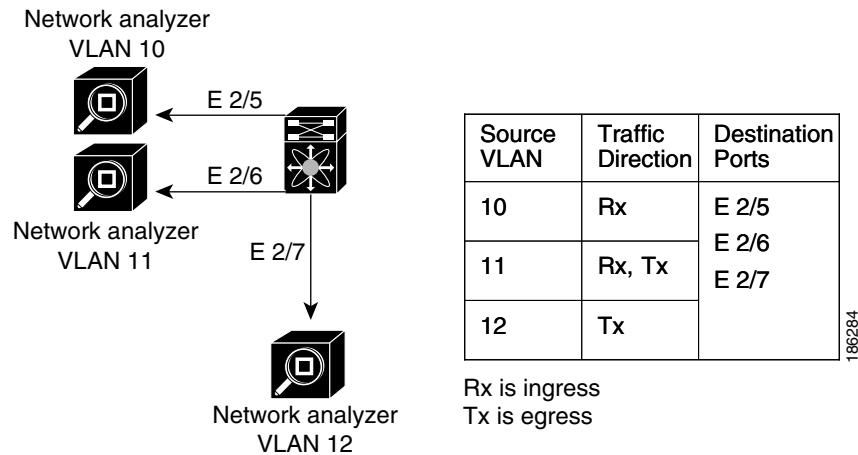 Network analyzer
VLAN 10
E 2/5
E 2/6
Network analyzer
VLAN 11
E 2/7
Network analyzer
VLAN 12
Source VLAN
Traffic Direction
Destination Ports
10
Rx
E 2/5
E 2/6
11
Rx, Tx
E 2/7
12
Tx
186284
Rx is ingress
Tx is egress